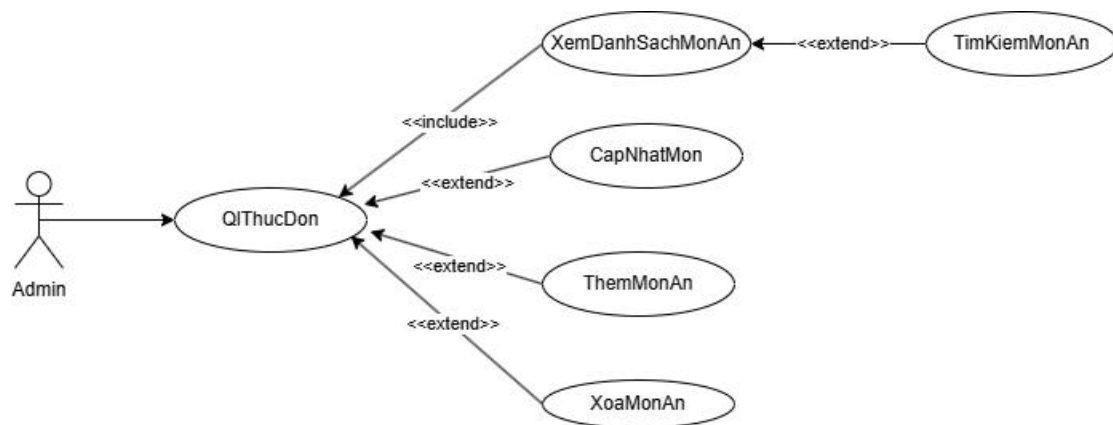 XemDanhSachMonAn
<<extend>>
TimKiemMonAn
<<include>>
CapNhatMon
<<extend>>
QlThucDon
Admin
<<extend>>
ThemMonAn
<<extend>>
XoaMonAn